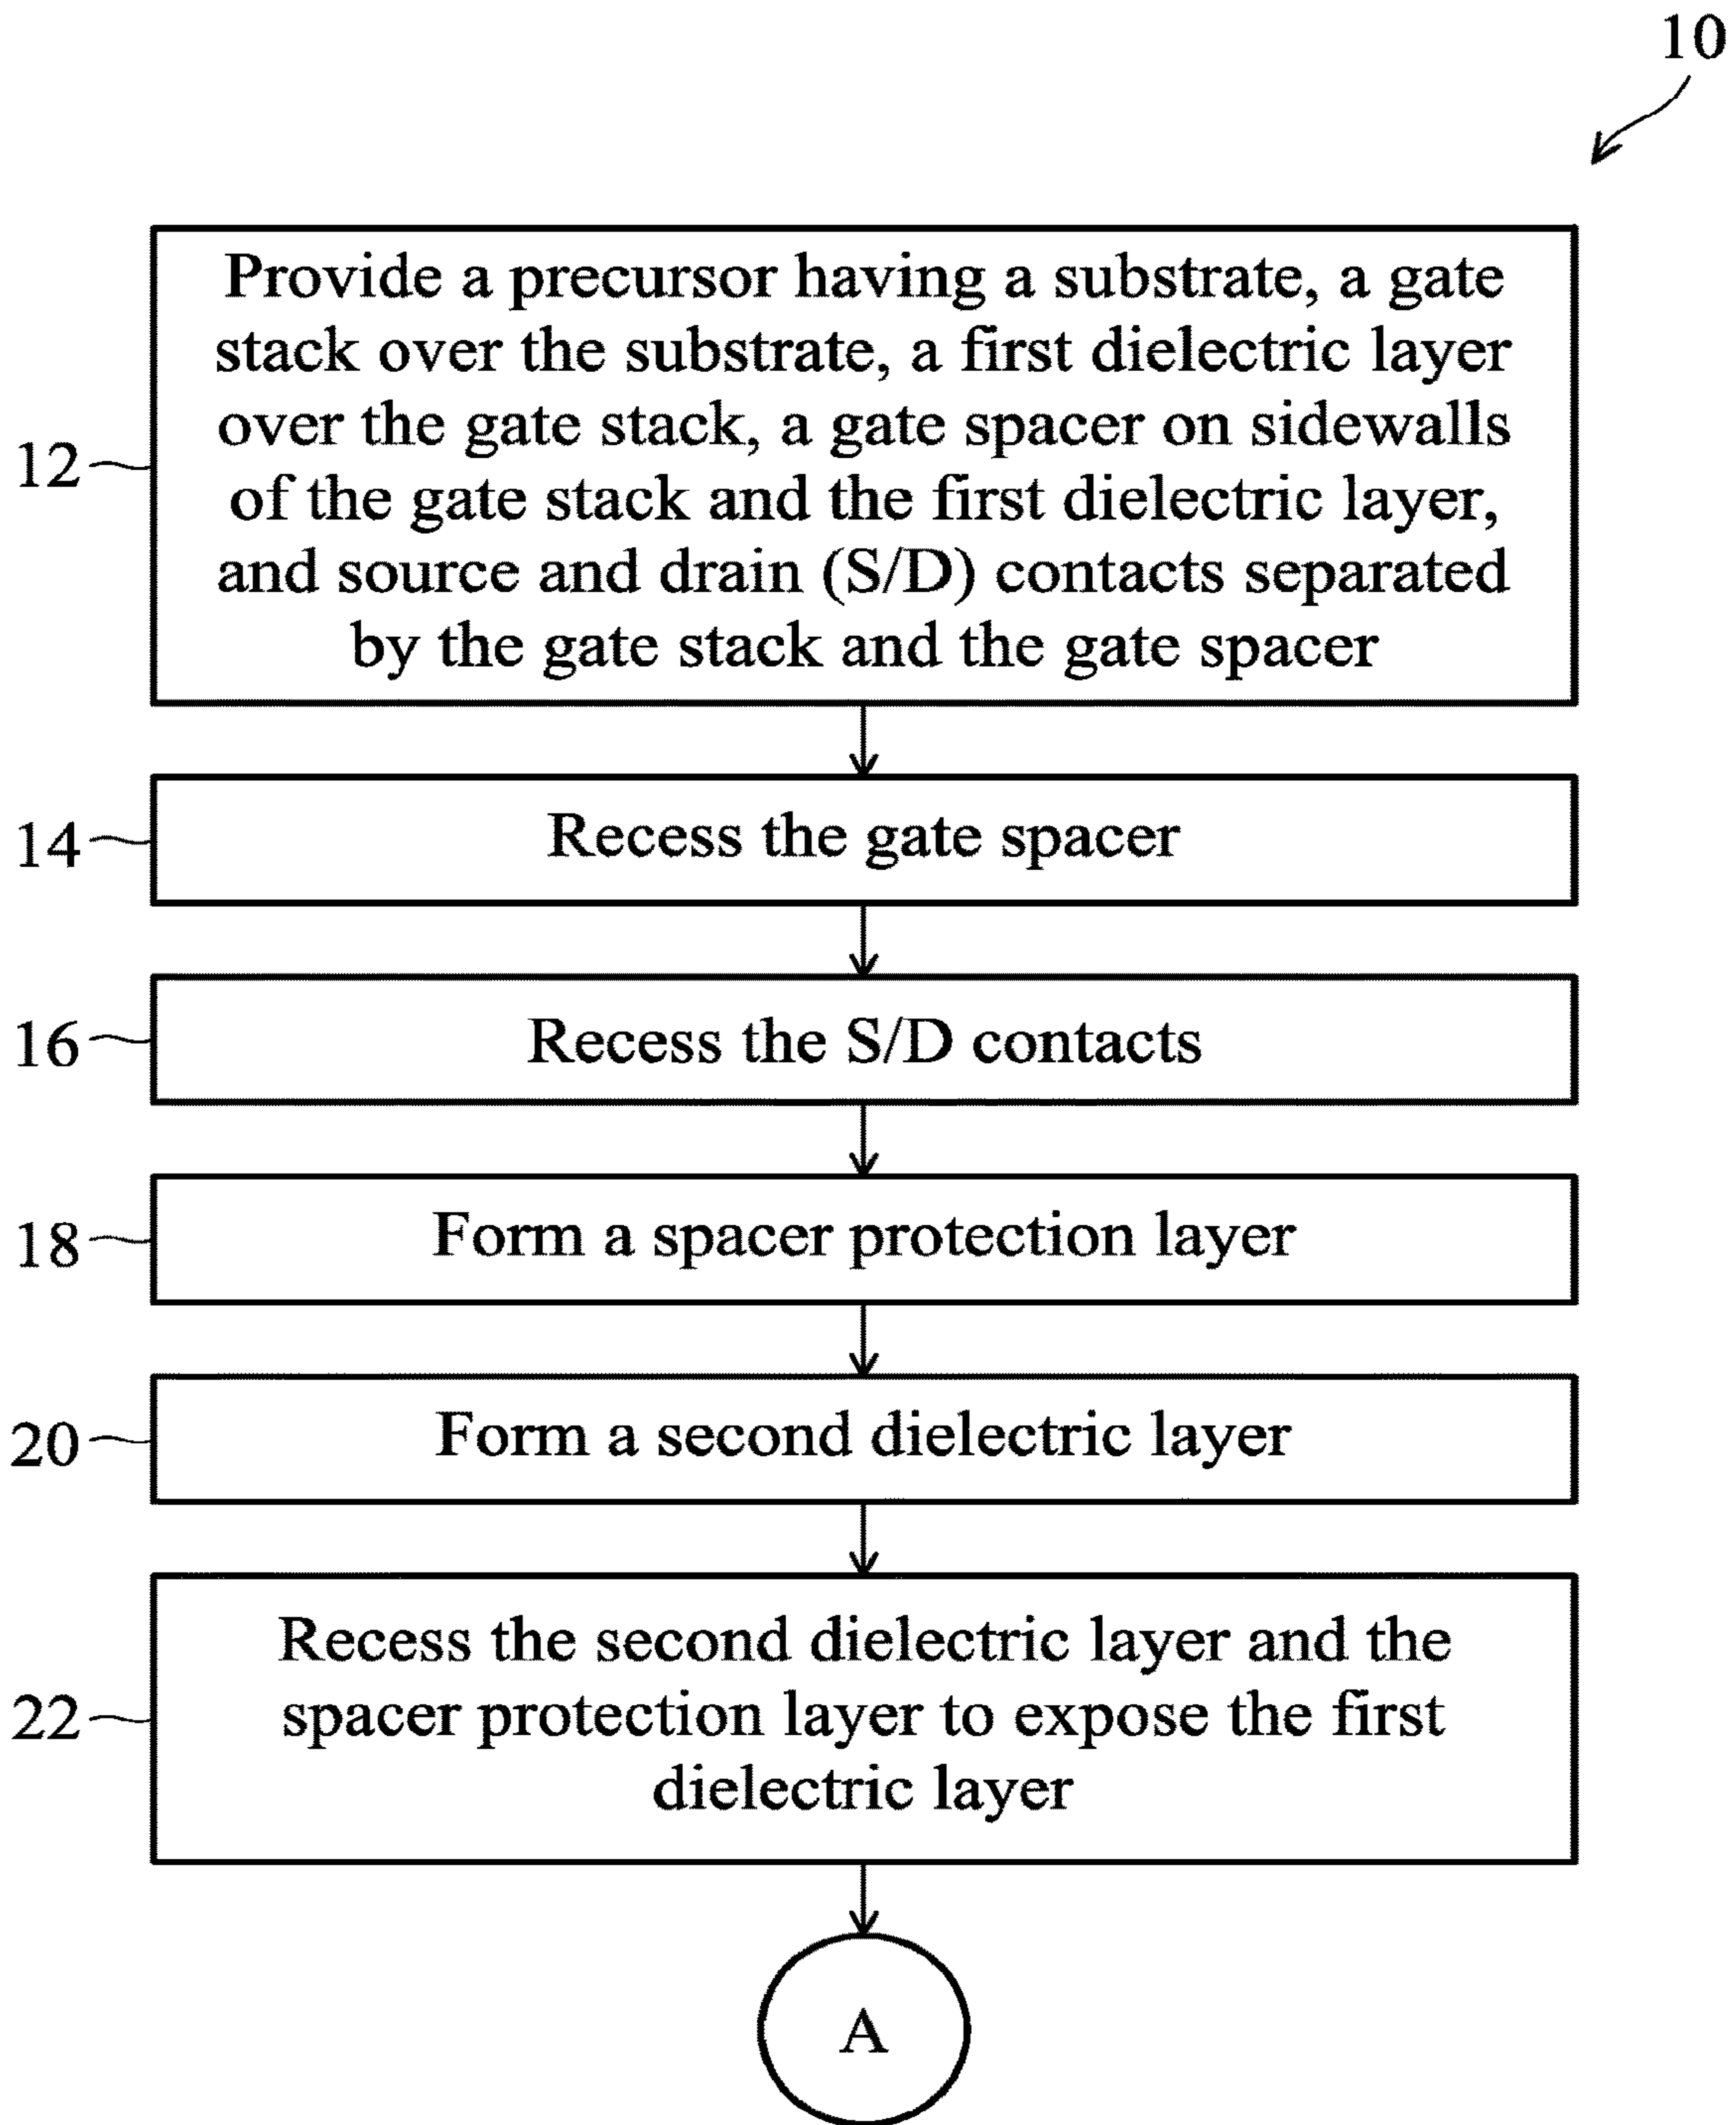 10
Provide a precursor having a substrate, a gate
stack over the substrate, a first dielectric layer
over the gate stack, a gate spacer on sidewalls
12
of the gate stack and the first dielectric layer,
and source and drain (S/D) contacts separated
by the gate stack and the gate spacer
14
Recess the gate spacer
16
Recess the S/D contacts
18
Form a spacer protection layer
20
Form a second dielectric layer
Recess the second dielectric layer and the
22
spacer protection layer to expose the first
dielectric layer
A